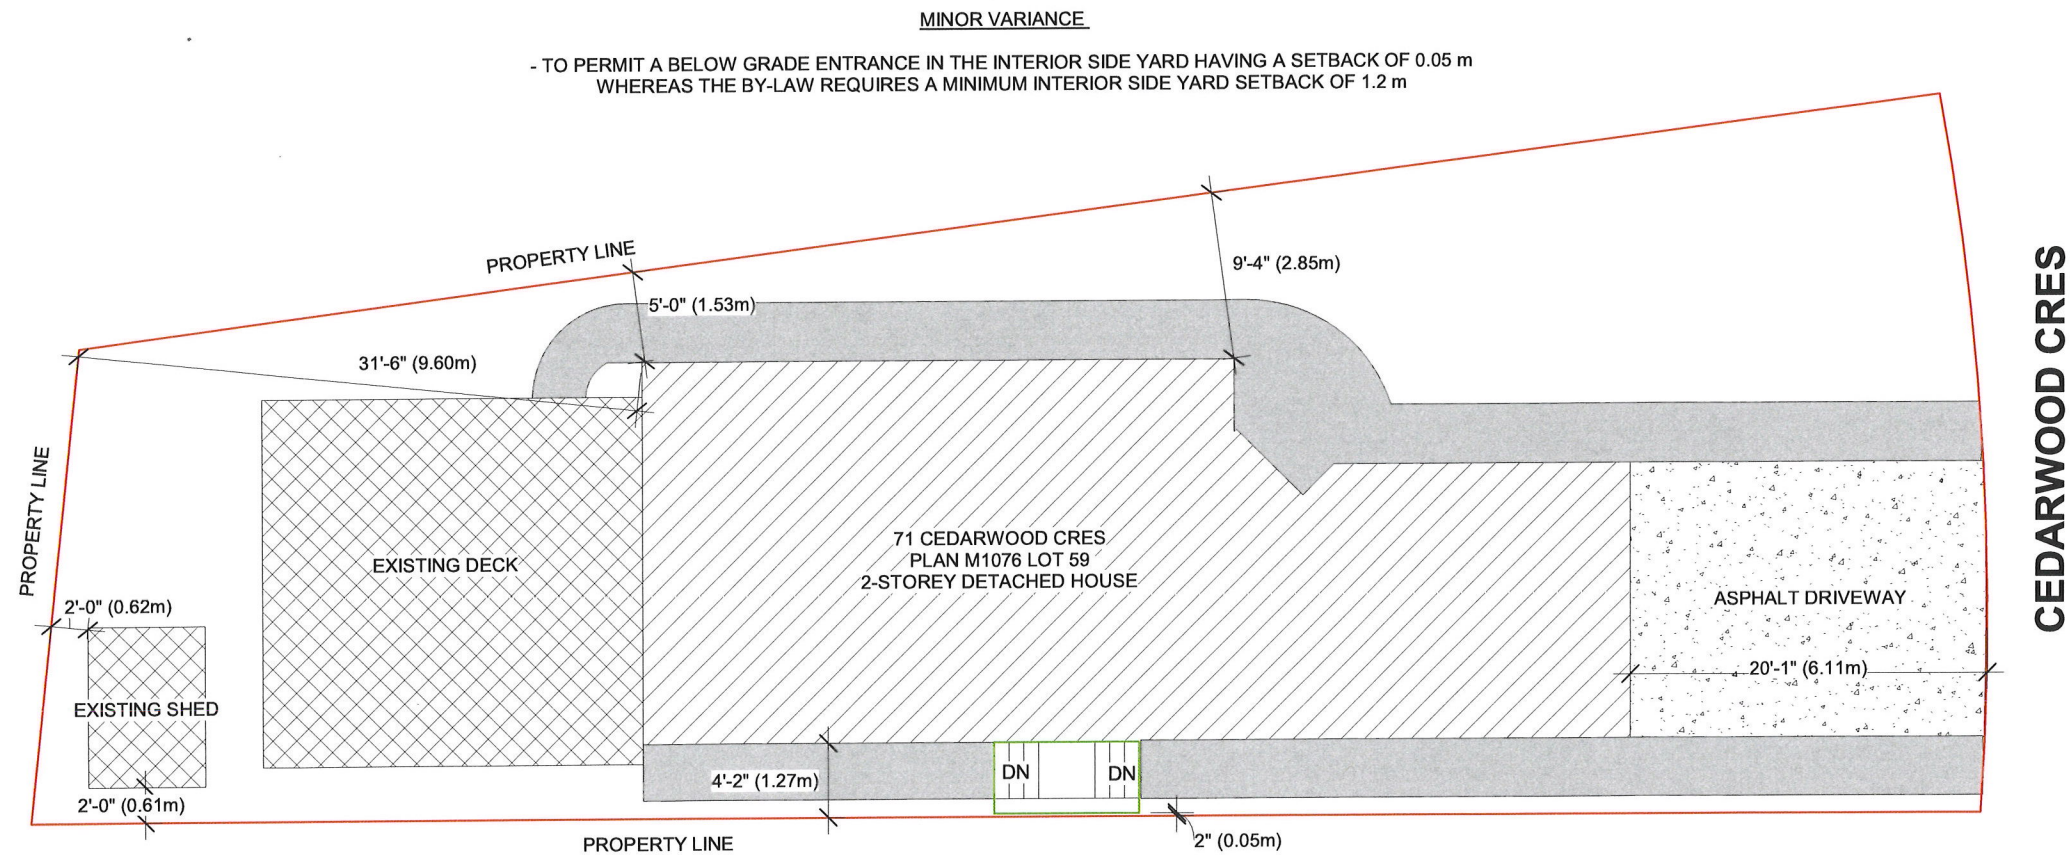 MINOR VARIANCE
- TO PERMIT A BELOW GRADE ENTRANCE IN THE INTERIOR SIDE YARD HAVING A SETBACK OF 0.05 m
WHEREAS THE BY-LAW REQUIRES A MINIMUM INTERIOR SIDE YARD SETBACK OF 1.2 m
PROPERTY LINE
9'-4" (2.85m)
5'-0" (1.53m)
31'-6" (9.60m)
CEDARWOOD CRES
PROPERTY LINE
71 CEDARWOOD CRES
PLAN M1076 LOT 59
2-STOREY DETACHED HOUSE
EXISTING DECK
ASPHALT DRIVEWAY
2'-0" (0.62m)
20'-1" (6.11m)
EXISTING SHED
DN
DN
4'-2" (1.27m)
2'-0" (0.61m)
PROPERTY LINE
2" (0.05m)